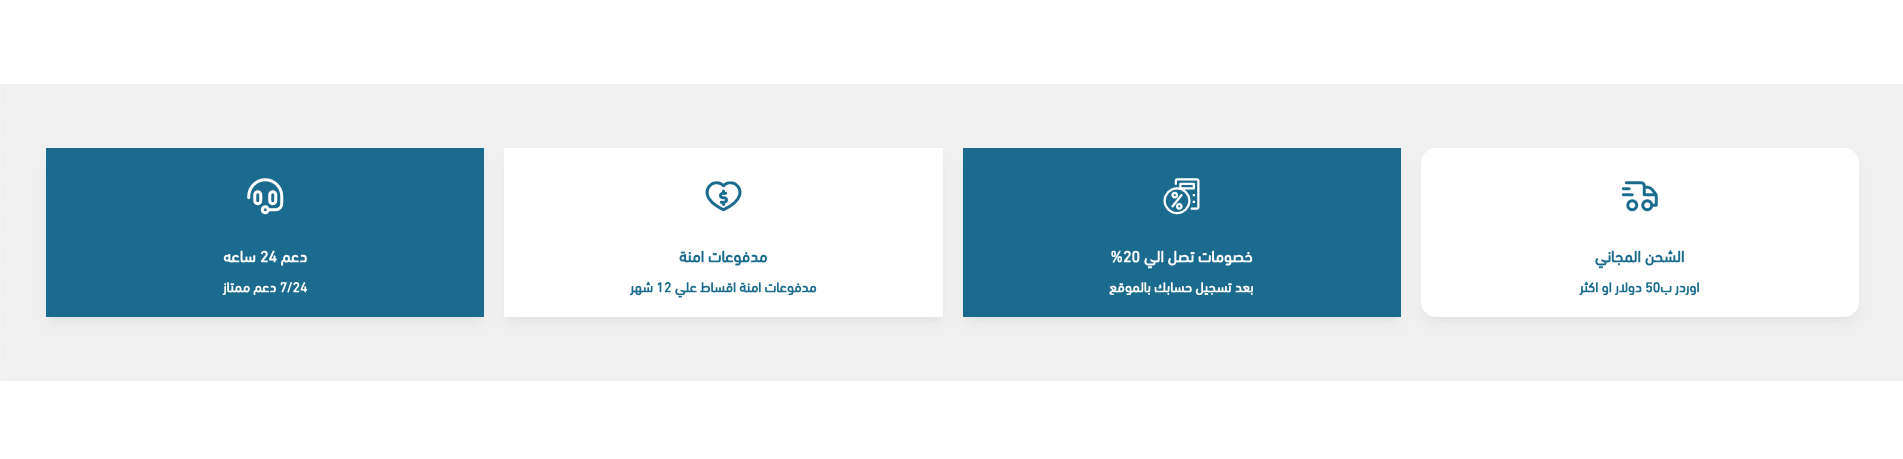 الشحن المجاني
اوردر ب50 دولار او اكثر
خصومات تصل الي 20%
بعد تسجيل حسابك بالموقع
مدفوعات امنة
مدفوعات امنة اقساط علي 12 شهر
دعم 24 ساعه
7/24 دعم ممتاز